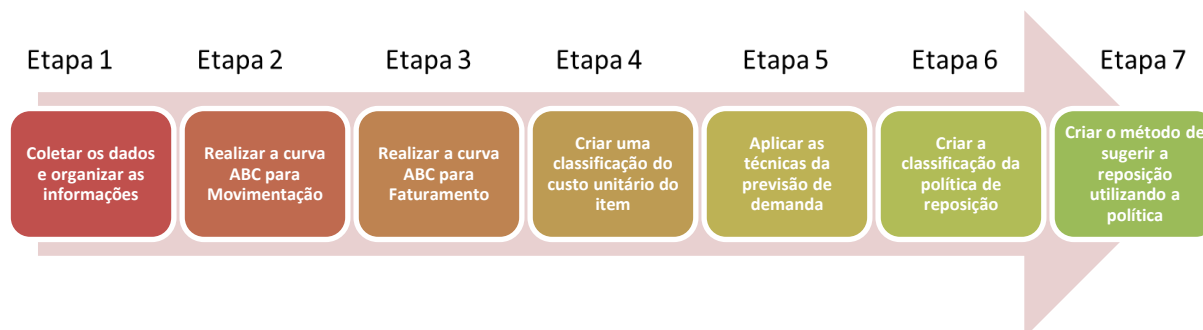 Etapa 1
Etapa 2
Etapa 3
Etapa 4
Etapa 5
Etapa 6
Etapa 7
Coletar os dados
e organizar as
informações
Realizar a curva
ABC para
Movimentação
Realizar a curva
ABC para
Faturamento
Criar uma
classificação do
custo unitário do
item
Aplicar as
técnicas da
previsão de
demanda
Criar a
classificação da
política de
reposição
Criar o método de
sugerir a
reposição
utilizando a
política